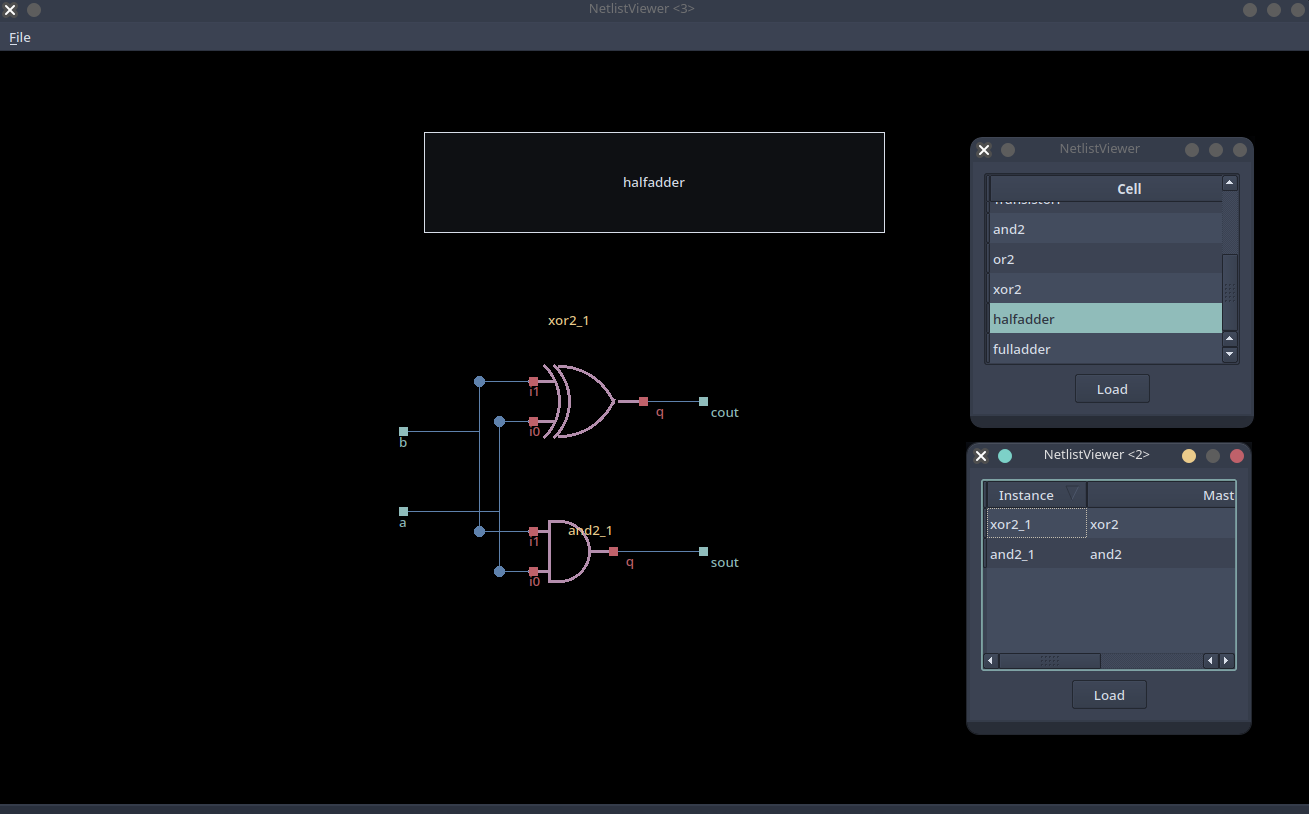 NetlistViewer <3>
File
halfadder
xor2_1
i1
i0
q
cout
b
a
and2_1
i1
i0
q
sout
NetlistViewer
Cell
and2
or2
xor2
halfadder
fulladder
Load
NetlistViewer <2>
Instance Mast
xor2_1 xor2
and2_1 and2
Load